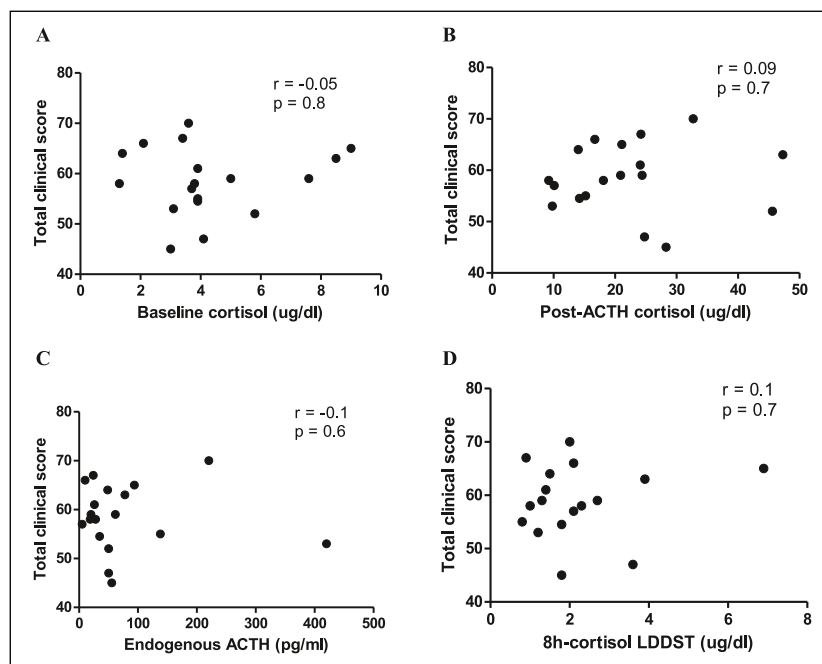 A
r = -0.05
p = 0.8
Total clinical score
80
70
60
50
40
0 2 4 6 8 10
Baseline cortisol (ug/dl)
B
r = 0.09
p = 0.7
Total clinical score
80
70
60
50
40
0 10 20 30 40 50
Post-ACTH cortisol (ug/dl)
C
r = -0.1
p = 0.6
Total clinical score
80
70
60
50
40
0 100 200 300 400 500
Endogenous ACTH (pg/ml)
D
r = 0.1
p = 0.7
Total clinical score
80
70
60
50
40
0 2 4 6 8
8h-cortisol LDDST (ug/dl)